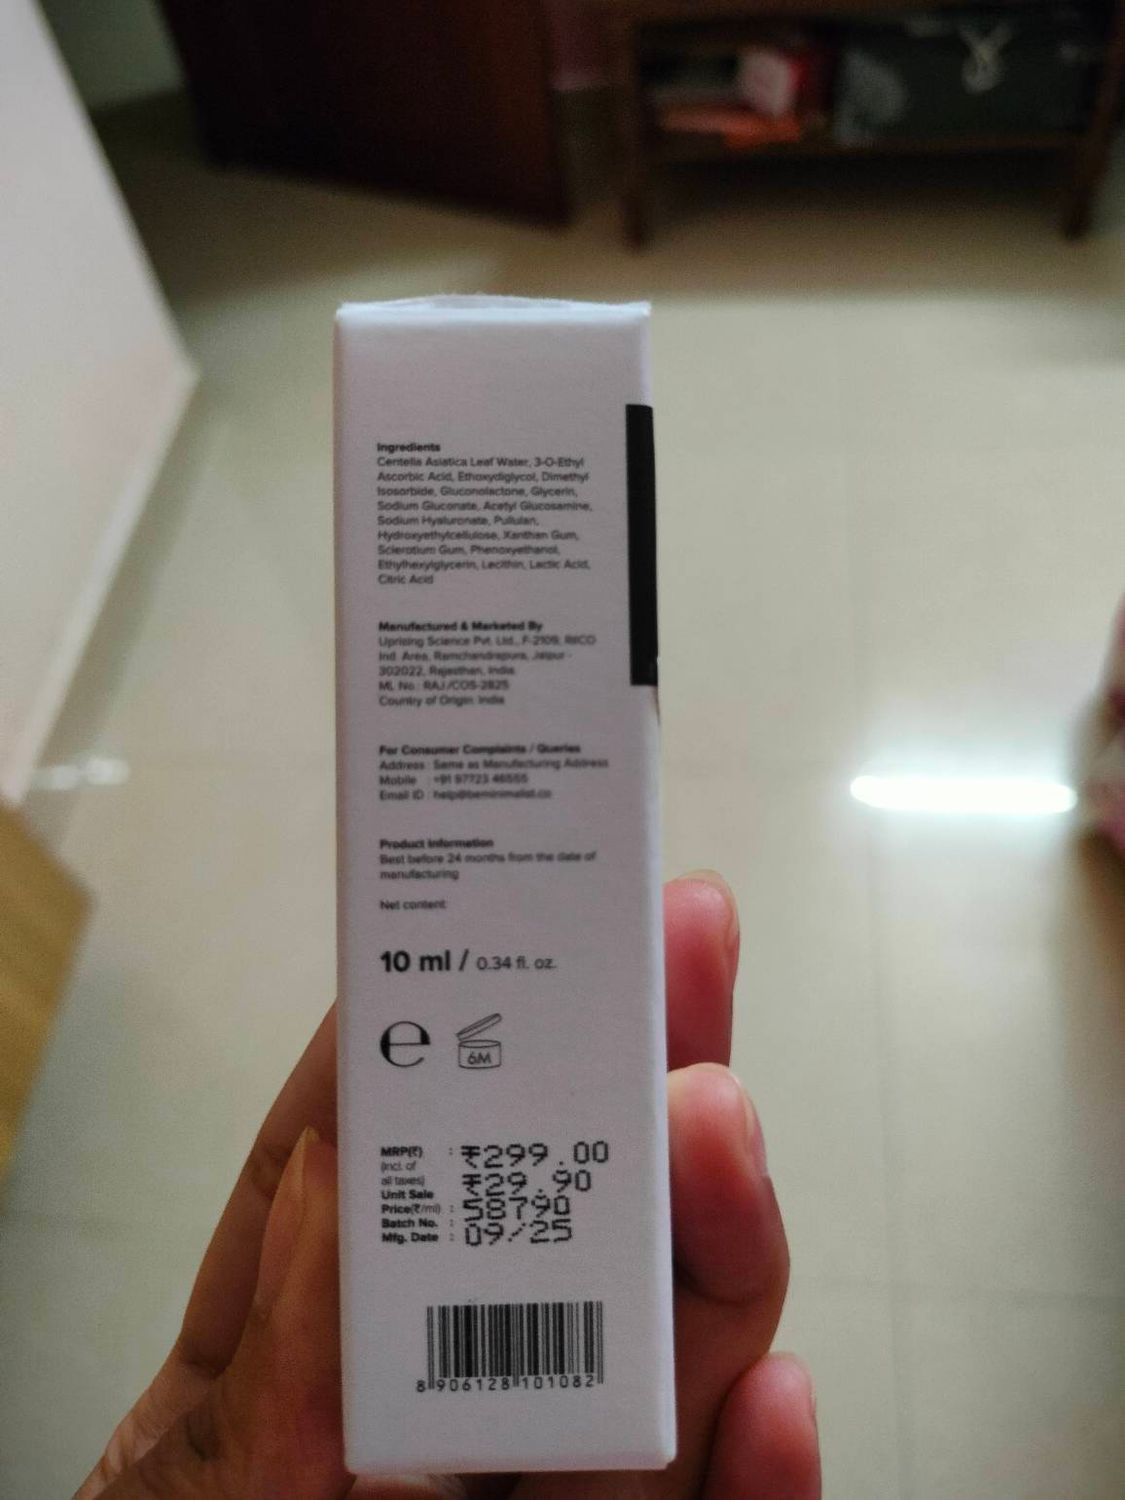 Ingredients
Centella Asiatica Leaf Water, 3-O-Ethyl
Ascorbic Acid, Ethoxydiglycol, Dimethyl
Isosorbide, Gluconolactone, Glycerin,
Sodium Gluconate, Acetyl Glucosamine,
Sodium Hyaluronate, Pullulan,
Hydroxyethylcellulose, Xanthan Gum,
Sclerotium Gum, Phenoxyethanol,
Ethylhexylglycerin, Lecithin, Lactic Acid,
Citric Acid
Manufactured & Marketed By
Uprising Science Pvt. Ltd., F-2109, RIICO
Ind. Area, Ramchandrapura, Jaipur -
302022, Rajasthan, India
ML No : RAJ/COS-2825
Country of Origin: India
For Consumer Complaints / Queries
Address : Same as Manufacturing Address
Mobile : +91 97723 46555
Email ID : help@beminimalist.co
Product Information
Best before 24 months from the date of
manufacturing
Net content
10 ml / 0.34 fl. oz.
e 6M
MRP(₹) : ₹299.00
(incl. of
all taxes)
Unit Sale ₹29.90
Price(₹/ml) :
Batch No. : 58790
Mfg. Date : 09/25
8 906128 101082